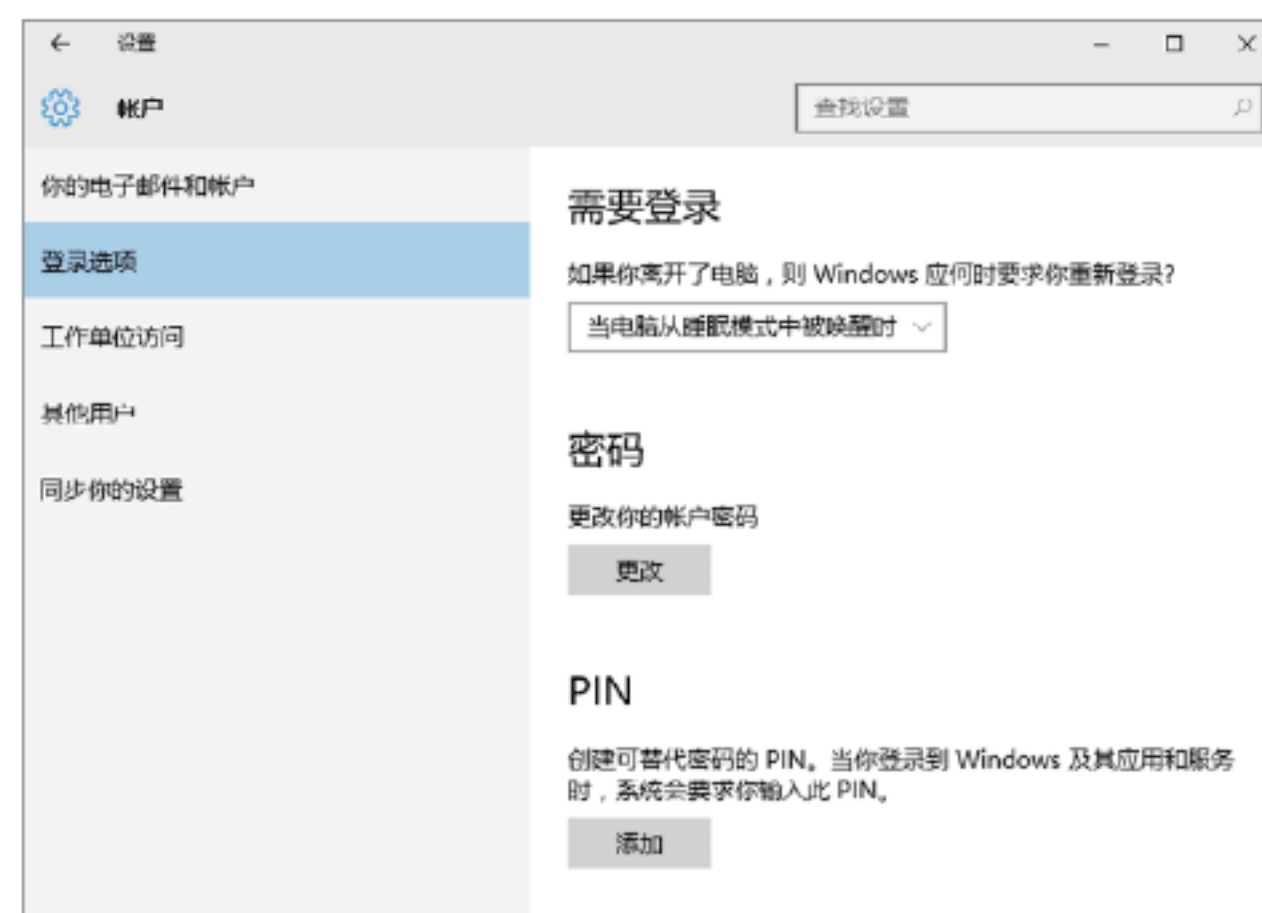 设置
帐户
查找设置
你的电子邮件和帐户
登录选项
工作单位访问
其他用户
同步你的设置
需要登录
如果你离开了电脑，则 Windows 应何时要求你重新登录?
当电脑从睡眠模式中被唤醒时
密码
更改你的帐户密码
更改
PIN
创建可替代密码的 PIN。当你登录到 Windows 及其应用和服务
时，系统会要求你输入此 PIN。
添加